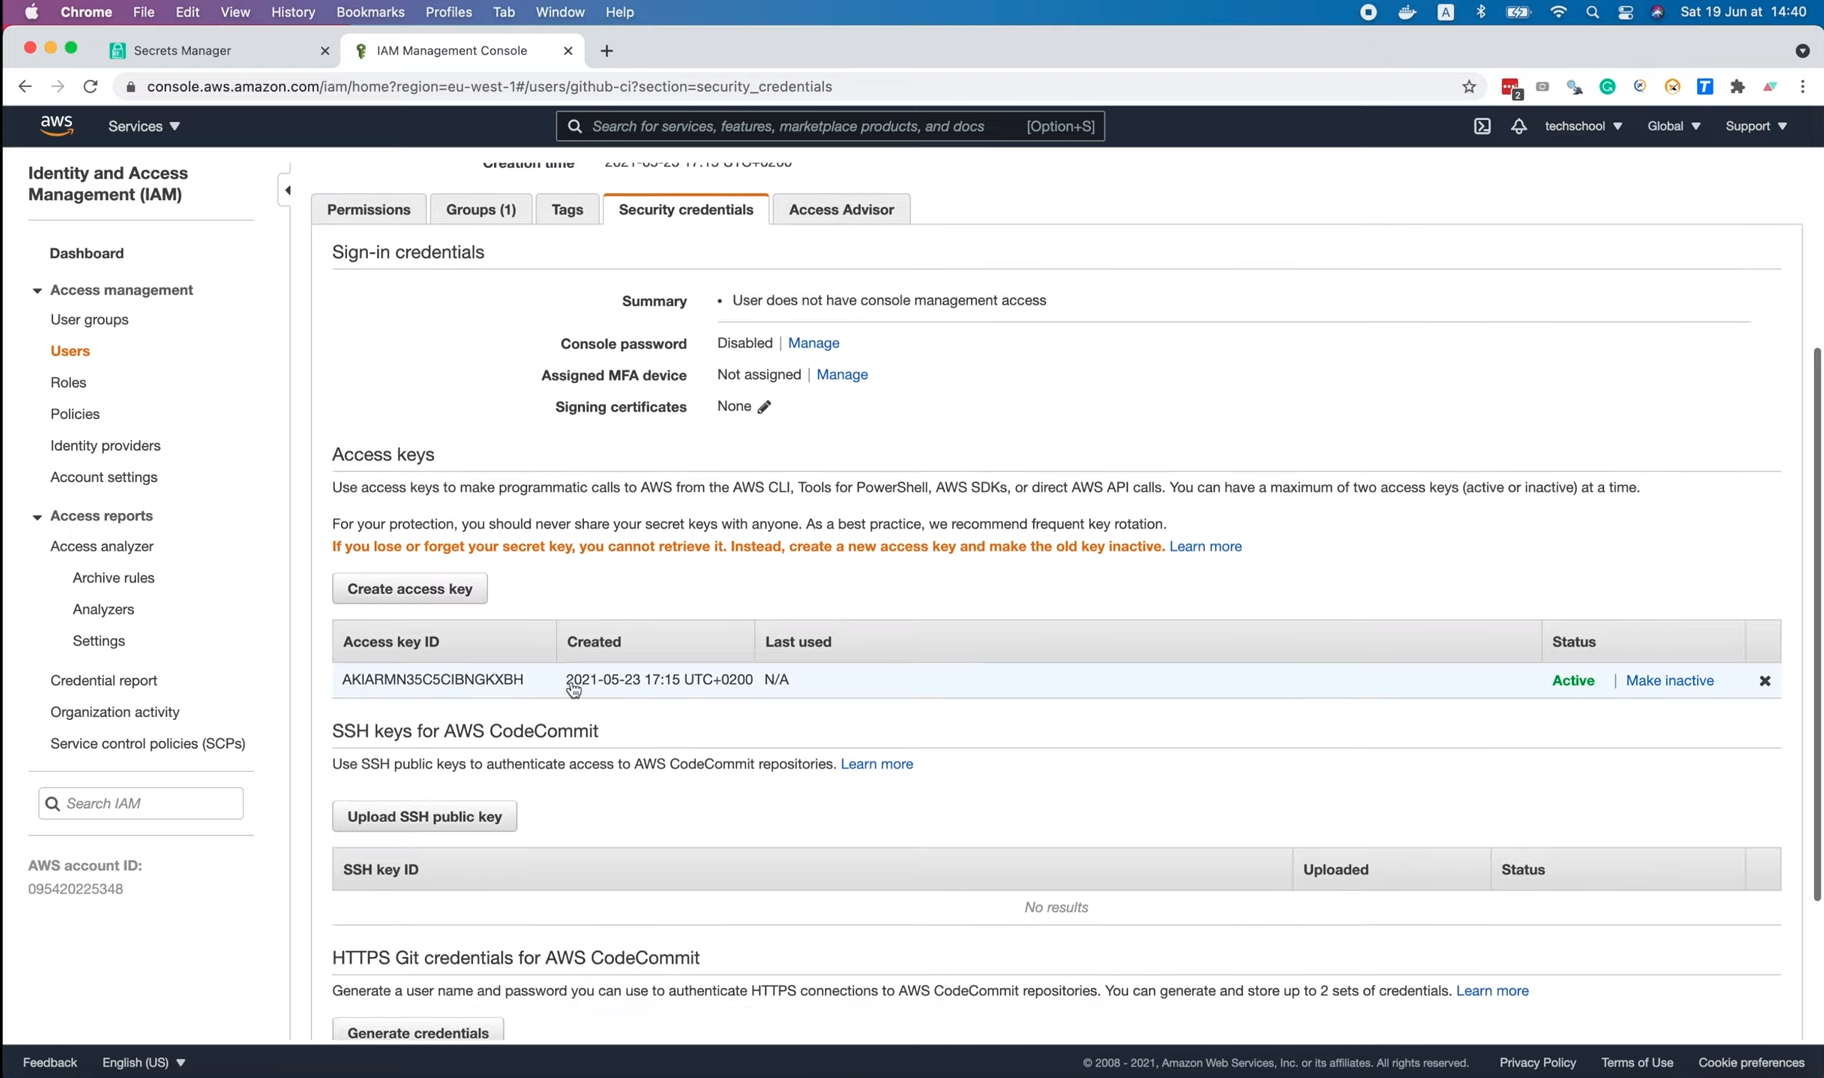 Chrome File Edit View History Bookmarks Profiles Tab Window Help A Sat 19 Jun at 14:40
Secrets Manager IAM Management Console
console.aws.amazon.com/iam/home?region=eu-west-1#/users/github-ci?section=security_credentials 2 T
aws Services Search for services, features, marketplace products, and docs [Option+S] techschool Global Support
Identity and Access
Management (IAM)
Dashboard
Access management
User groups
Users
Roles
Policies
Identity providers
Account settings
Access reports
Access analyzer
Archive rules
Analyzers
Settings
Credential report
Organization activity
Service control policies (SCPs)
Search IAM
AWS account ID:
095420225348
Creation time 2021-05-23 17:15 UTC+0200
Permissions Groups (1) Tags Security credentials Access Advisor
Sign-in credentials
Summary • User does not have console management access
Console password Disabled | Manage
Assigned MFA device Not assigned | Manage
Signing certificates None
Access keys
Use access keys to make programmatic calls to AWS from the AWS CLI, Tools for PowerShell, AWS SDKs, or direct AWS API calls. You can have a maximum of two access keys (active or inactive) at a time.
For your protection, you should never share your secret keys with anyone. As a best practice, we recommend frequent key rotation.
If you lose or forget your secret key, you cannot retrieve it. Instead, create a new access key and make the old key inactive. Learn more
Create access key
Access key ID Created Last used Status
AKIARMN35C5CIBNGKXBH 2021-05-23 17:15 UTC+0200 N/A Active | Make inactive
SSH keys for AWS CodeCommit
Use SSH public keys to authenticate access to AWS CodeCommit repositories. Learn more
Upload SSH public key
SSH key ID Uploaded Status
No results
HTTPS Git credentials for AWS CodeCommit
Generate a user name and password you can use to authenticate HTTPS connections to AWS CodeCommit repositories. You can generate and store up to 2 sets of credentials. Learn more
Generate credentials
Feedback English (US) © 2008 - 2021, Amazon Web Services, Inc. or its affiliates. All rights reserved. Privacy Policy Terms of Use Cookie preferences